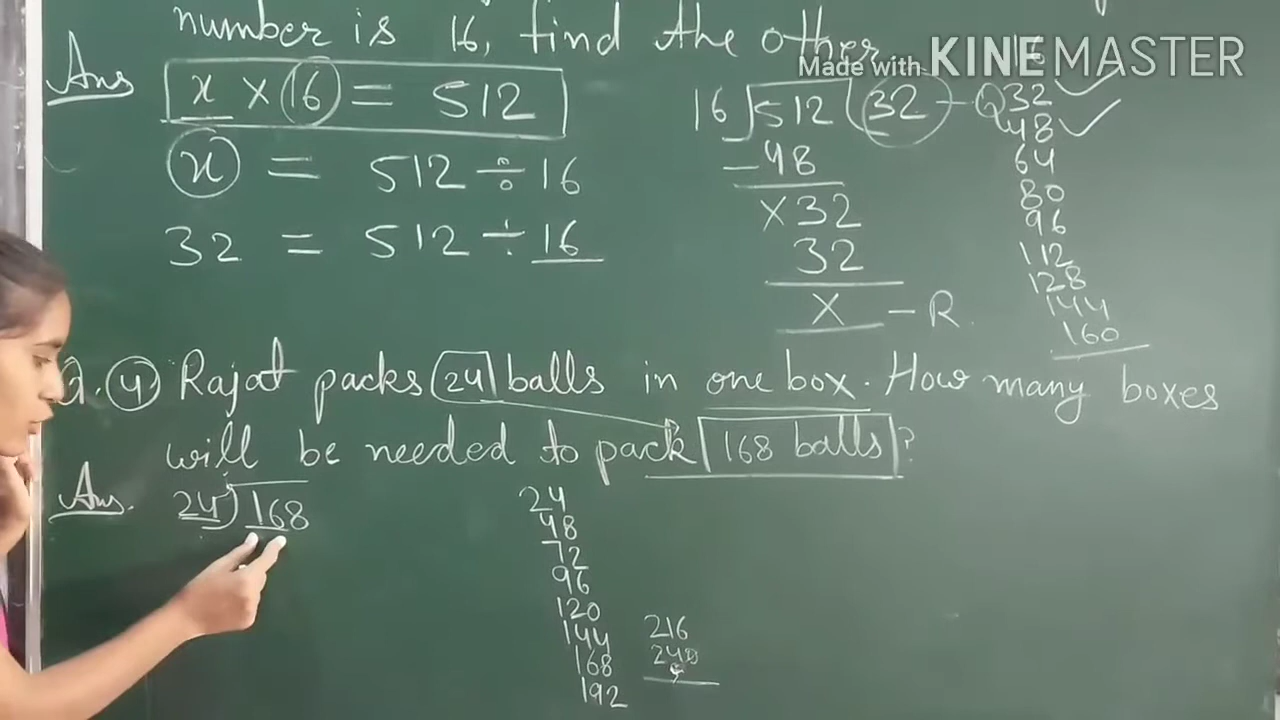 number is 16, find the other
Made with KINEMASTER
Ans x × 16 = 512
x = 512 ÷ 16
32 = 512 ÷ 16
16 ) 512 ( 32 - Q
- 48
× 32
32
× - R
16
32
48
64
80
96
112
128
144
160
Q. 4 Rajat packs 24 balls in one box. How many boxes
will be needed to pack 168 balls?
Ans. 24 ) 168
24
48
72
96
120
144
168
192
216
240